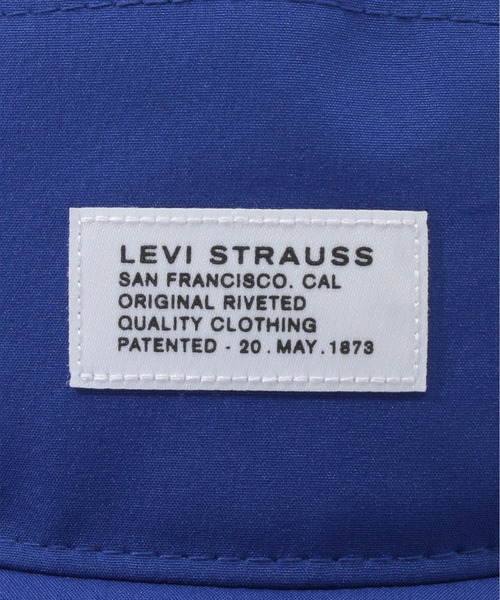 LEVI STRAUSS
SAN FRANCISCO. CAL
ORIGINAL RIVETED
QUALITY CLOTHING
PATENTED - 20 . MAY . 1873